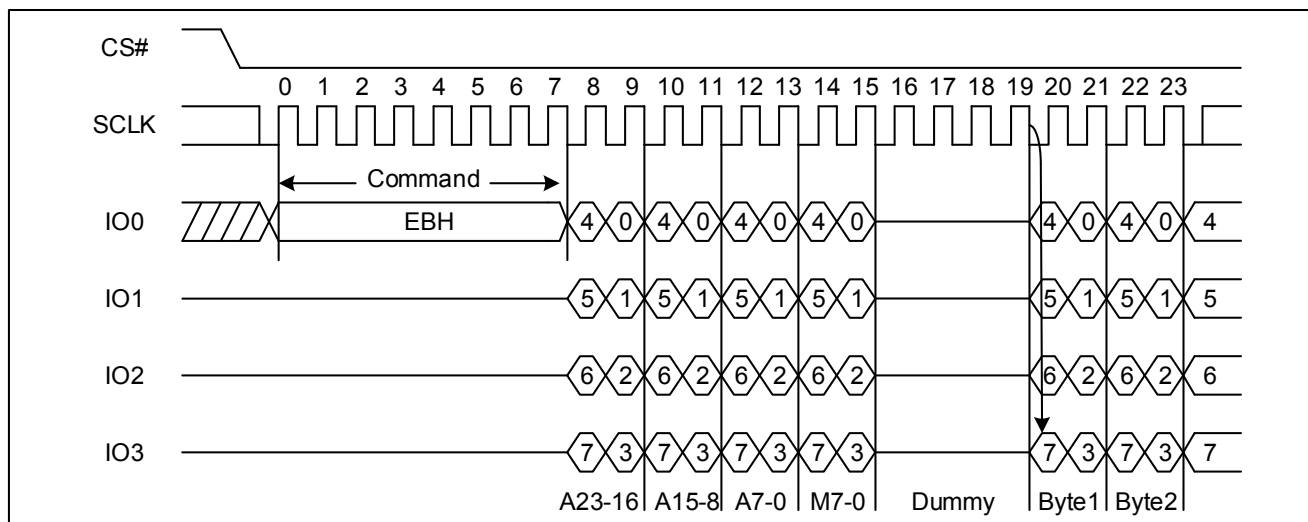 CS#
0 1 2 3 4 5 6 7 8 9 10 11 12 13 14 15 16 17 18 19 20 21 22 23
SCLK
Command
IO0 EBH 4 0 4 0 4 0 4 0 4 0 4 0 4
IO1 5 1 5 1 5 1 5 1 5 1 5 1 5
IO2 6 2 6 2 6 2 6 2 6 2 6 2 6
IO3 7 3 7 3 7 3 7 3 7 3 7 3 7
A23-16 A15-8 A7-0 M7-0 Dummy Byte1 Byte2